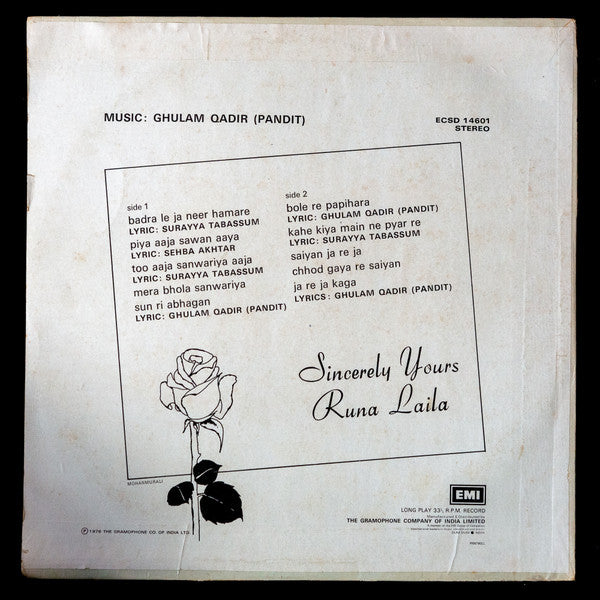 MUSIC: GHULAM QADIR (PANDIT)
ECSD 14601
STEREO
side 1
badra le ja neer hamare
LYRIC: SURAYYA TABASSUM
piya aaja sawan aaya
LYRIC: SEHBA AKHTAR
too aaja sanwariya aaja
LYRIC: SURAYYA TABASSUM
mera bhola sanwariya
sun ri abhagan
LYRIC: GHULAM QADIR (PANDIT)
side 2
bole re papihara
LYRIC: GHULAM QADIR (PANDIT)
kahe kiya main ne pyar re
LYRIC: SURAYYA TABASSUM
saiyan ja re ja
chhod gaya re saiyan
ja re ja kaga
LYRICS: GHULAM QADIR (PANDIT)
Sincerely Yours
Runa Laila
MOHANMURALI
℗ 1976 THE GRAMOPHONE CO. OF INDIA LTD
EMI
LONG PLAY 33⅓ R.P.M. RECORD
Manufactured & Distributed by
THE GRAMOPHONE COMPANY OF INDIA LIMITED